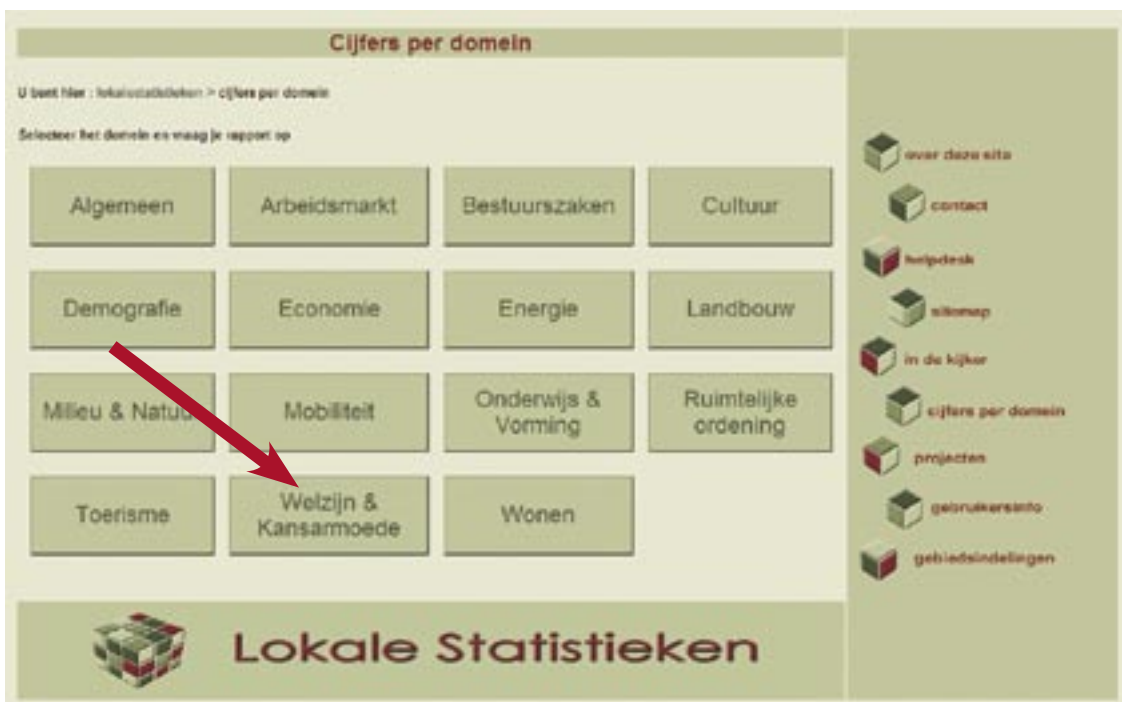 Cijfers per domein
U bent hier : lokalestatistieken > cijfers per domein
Selecteer het domein en vraag je rapport op
Algemeen
Arbeidsmarkt
Bestuurszaken
Cultuur
Demografie
Economie
Energie
Landbouw
Milieu & Natuu
Mobiliteit
Onderwijs &
Vorming
Ruimtelijke
ordening
Toerisme
Welzijn &
Kansarmoede
Wonen
Lokale Statistieken
over deze site
contact
helpdesk
sitemap
in de kijker
cijfers per domein
projecten
gebruikersinfo
gebiedsindelingen